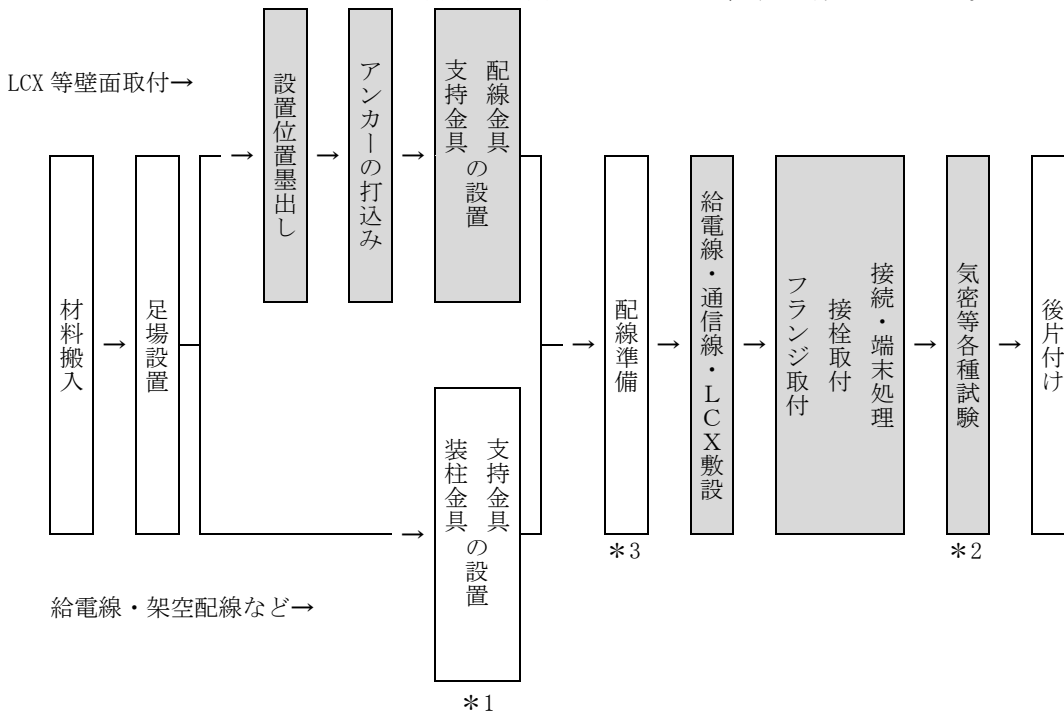 LCX 等壁面取付→
設置位置墨出し
→
アンカーの打込み
→
配線金具
支持金具
の設置
→
材料搬入
→
足場設置
支持金具
装柱金具
の設置
→
＊1
給電線・架空配線など→
→
配線準備
＊3
→
給電線・通信線・LCX敷設
→
接続・端末処理
接栓取付
フランジ取付
→
気密等各種試験
＊2
→
後片付け